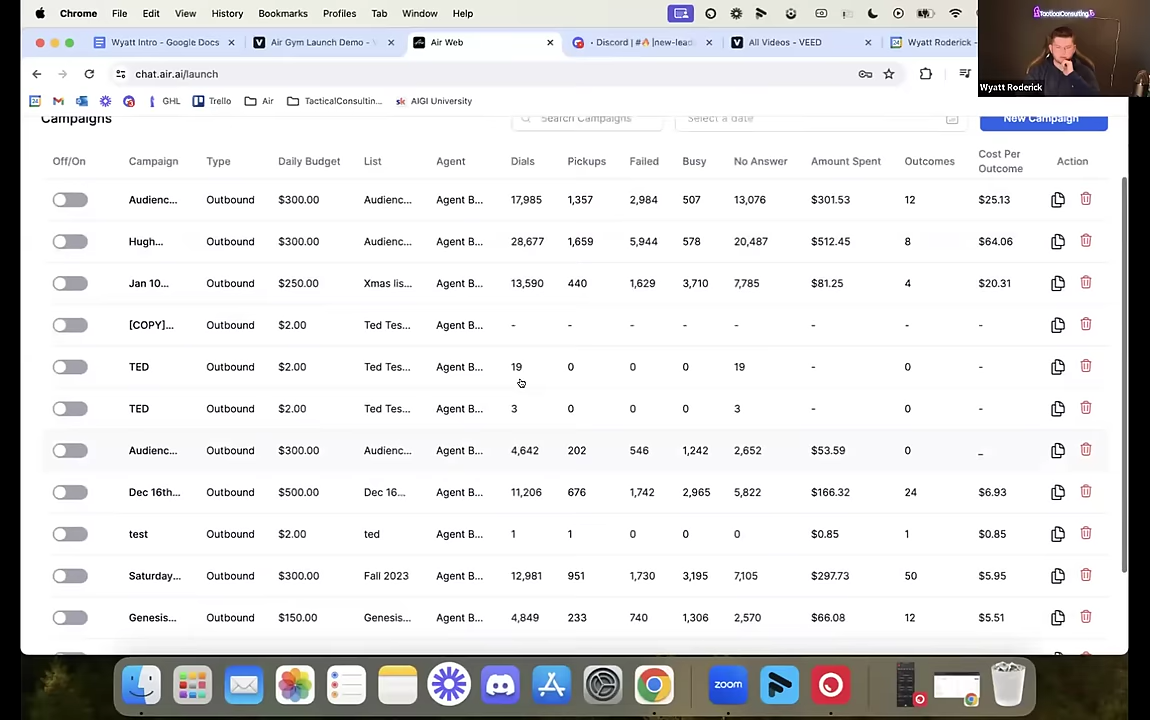 Chrome File Edit View History Bookmarks Profiles Tab Window Help
TacticalConsulting
Wyatt Intro - Google Docs Air Gym Launch Demo - V Air Web - Discord | #🔥|new-lead All Videos - VEED Wyatt Roderick -
chat.air.ai/launch
Wyatt Roderick
GHL Trello Air TacticalConsultin... AIGI University
Campaigns Search Campaigns Select a date New Campaign
Off/On Campaign Type Daily Budget List Agent Dials Pickups Failed Busy No Answer Amount Spent Outcomes Cost Per Outcome Action
Audienc... Outbound $300.00 Audienc... Agent B... 17,985 1,357 2,984 507 13,076 $301.53 12 $25.13
Hugh... Outbound $300.00 Audienc... Agent B... 28,677 1,659 5,944 578 20,487 $512.45 8 $64.06
Jan 10... Outbound $250.00 Xmas lis... Agent B... 13,590 440 1,629 3,710 7,785 $81.25 4 $20.31
[COPY]... Outbound $2.00 Ted Tes... Agent B... - - - - - - - -
TED Outbound $2.00 Ted Tes... Agent B... 19 0 0 0 19 - 0 -
TED Outbound $2.00 Ted Tes... Agent B... 3 0 0 0 3 - 0 -
Audienc... Outbound $300.00 Audienc... Agent B... 4,642 202 546 1,242 2,652 $53.59 0 -
Dec 16th... Outbound $500.00 Dec 16... Agent B... 11,206 676 1,742 2,965 5,822 $166.32 24 $6.93
test Outbound $2.00 ted Agent B... 1 1 0 0 0 $0.85 1 $0.85
Saturday... Outbound $300.00 Fall 2023 Agent B... 12,981 951 1,730 3,195 7,105 $297.73 50 $5.95
Genesis... Outbound $150.00 Genesis... Agent B... 4,849 233 740 1,306 2,570 $66.08 12 $5.51
zoom